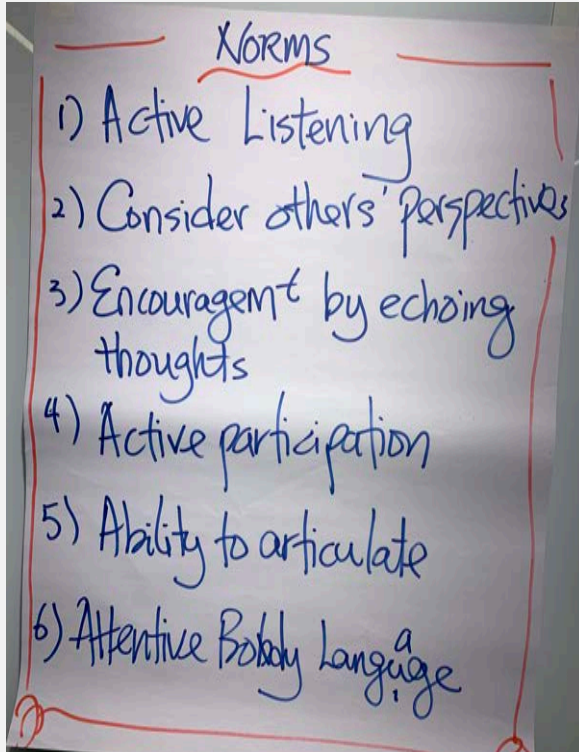 NORMS
1) Active Listening
2) Consider others' perspectives
3) Encouragemt by echoing
thoughts
4) Active participation
5) Ability to articulate
6) Attentive Body Language